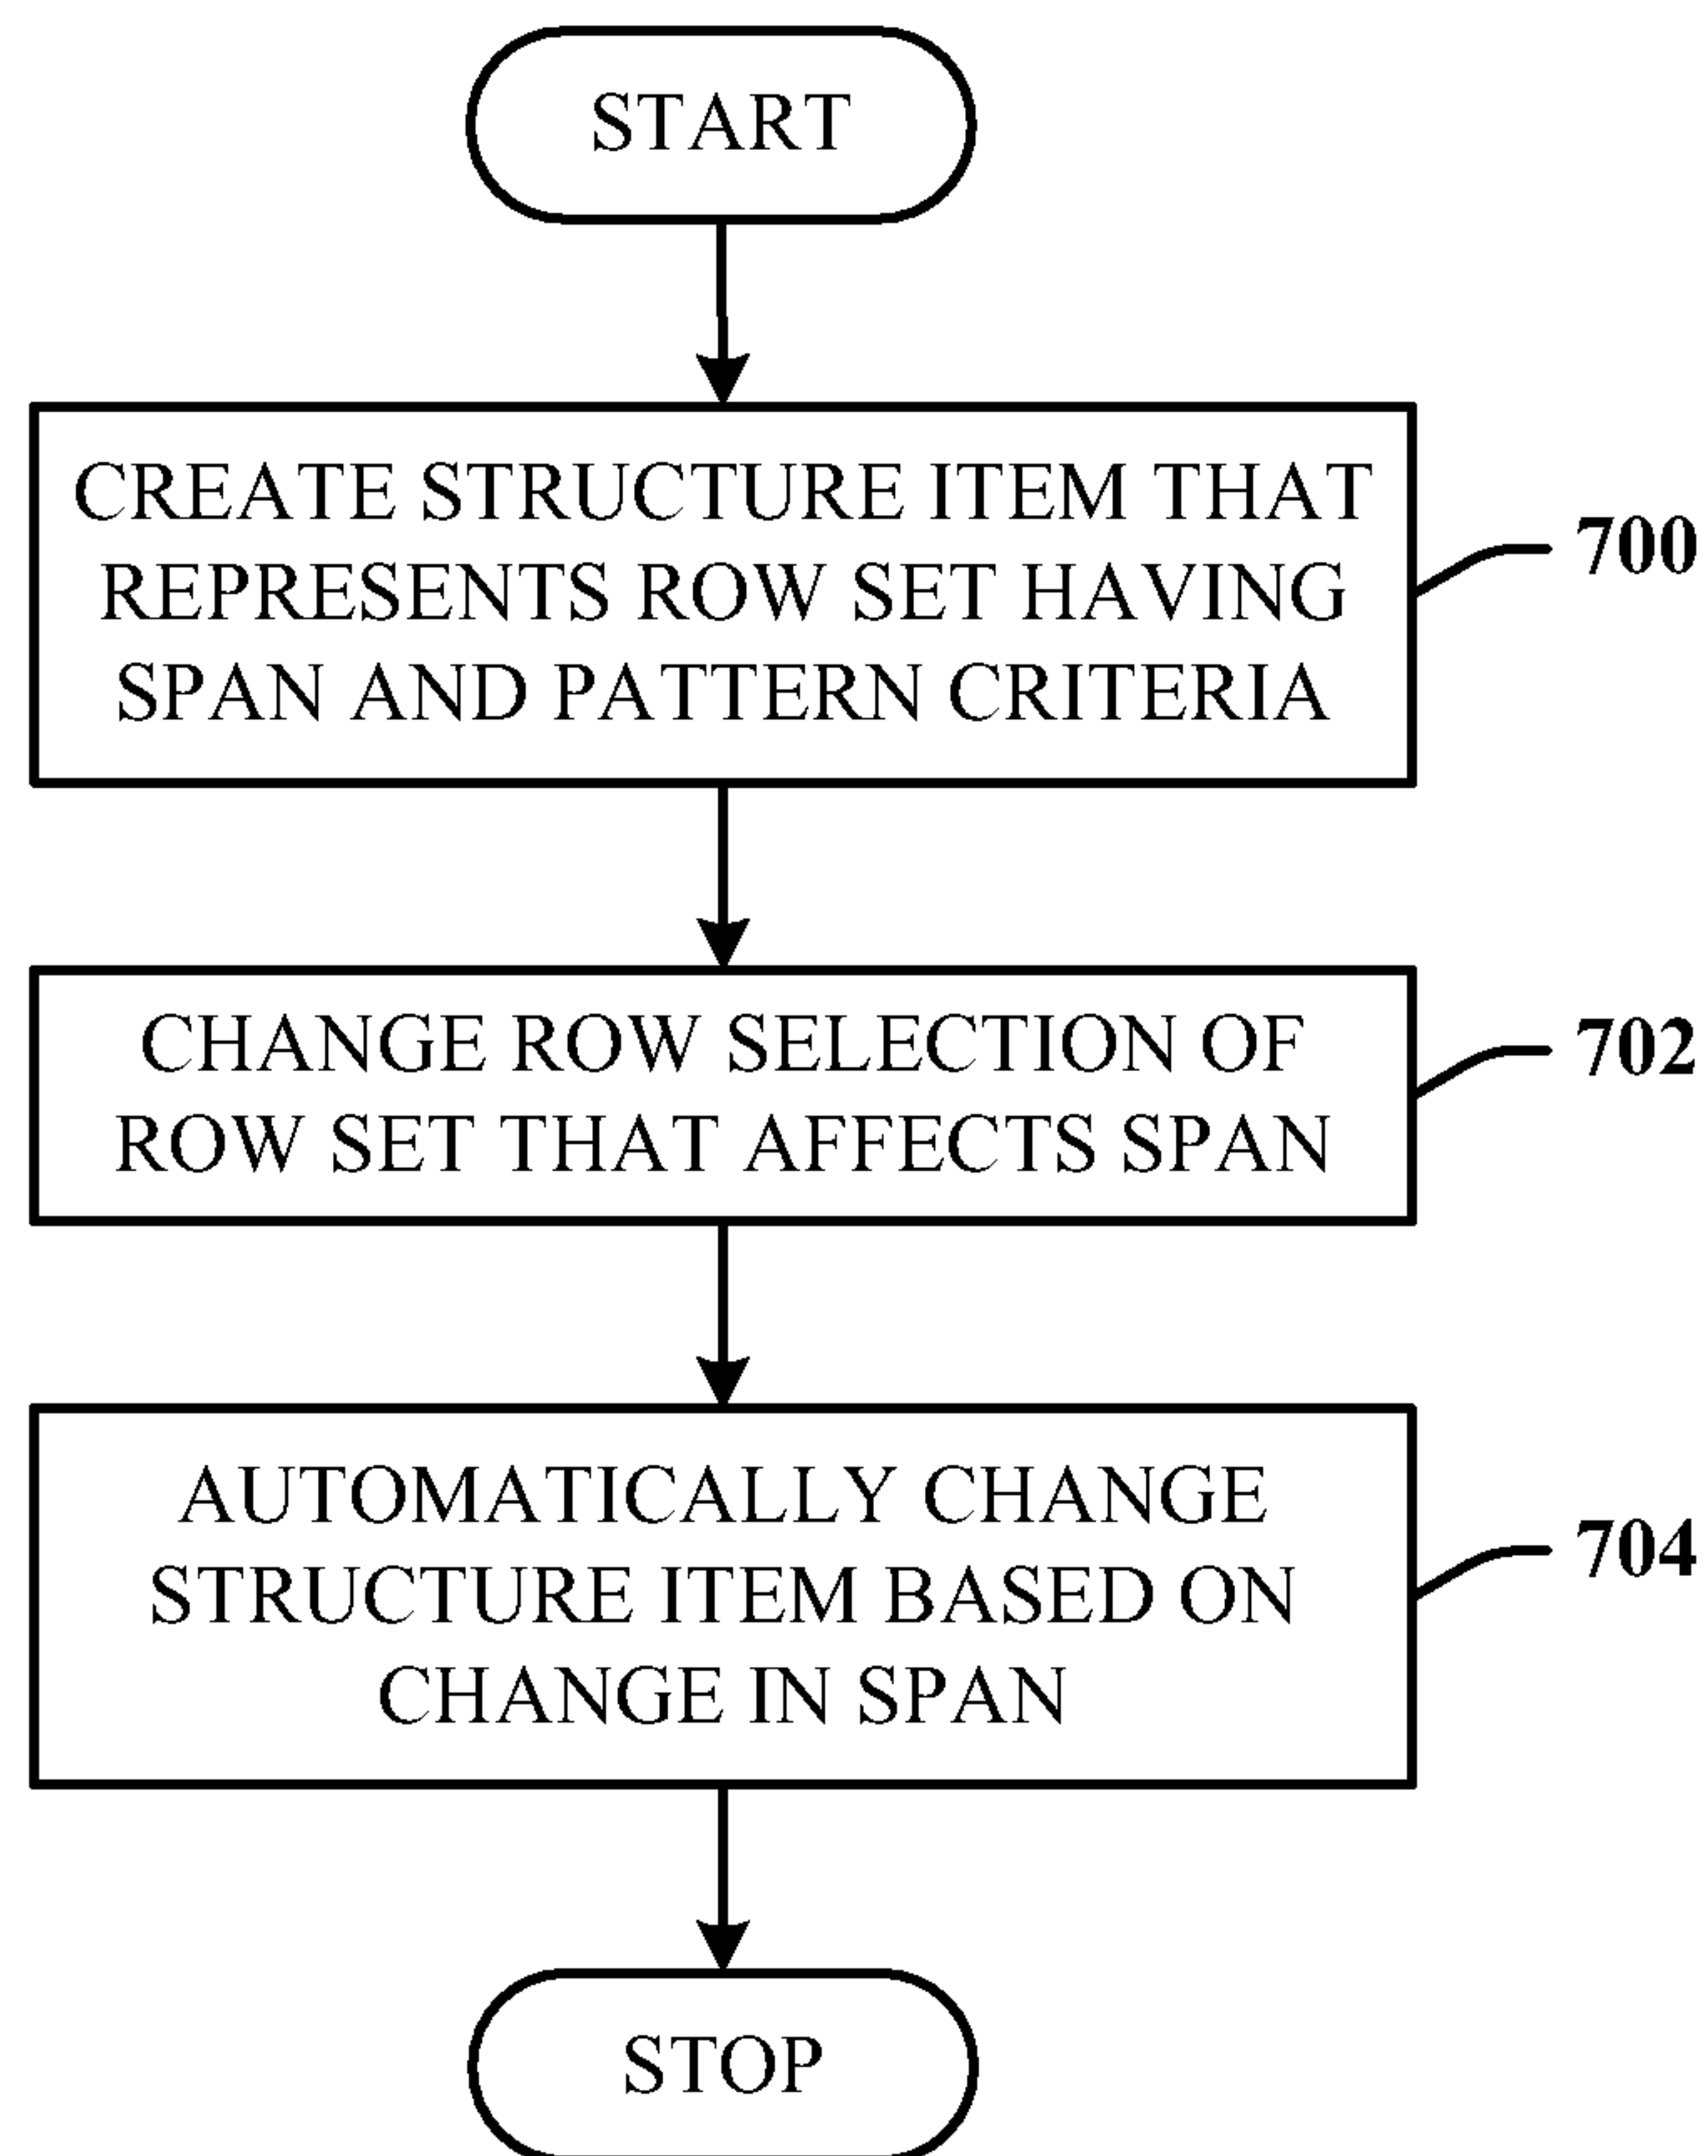 START
CREATE STRUCTURE ITEM THAT
REPRESENTS ROW SET HAVING
SPAN AND PATTERN CRITERIA
700
CHANGE ROW SELECTION OF
ROW SET THAT AFFECTS SPAN
702
AUTOMATICALLY CHANGE
STRUCTURE ITEM BASED ON
CHANGE IN SPAN
704
STOP